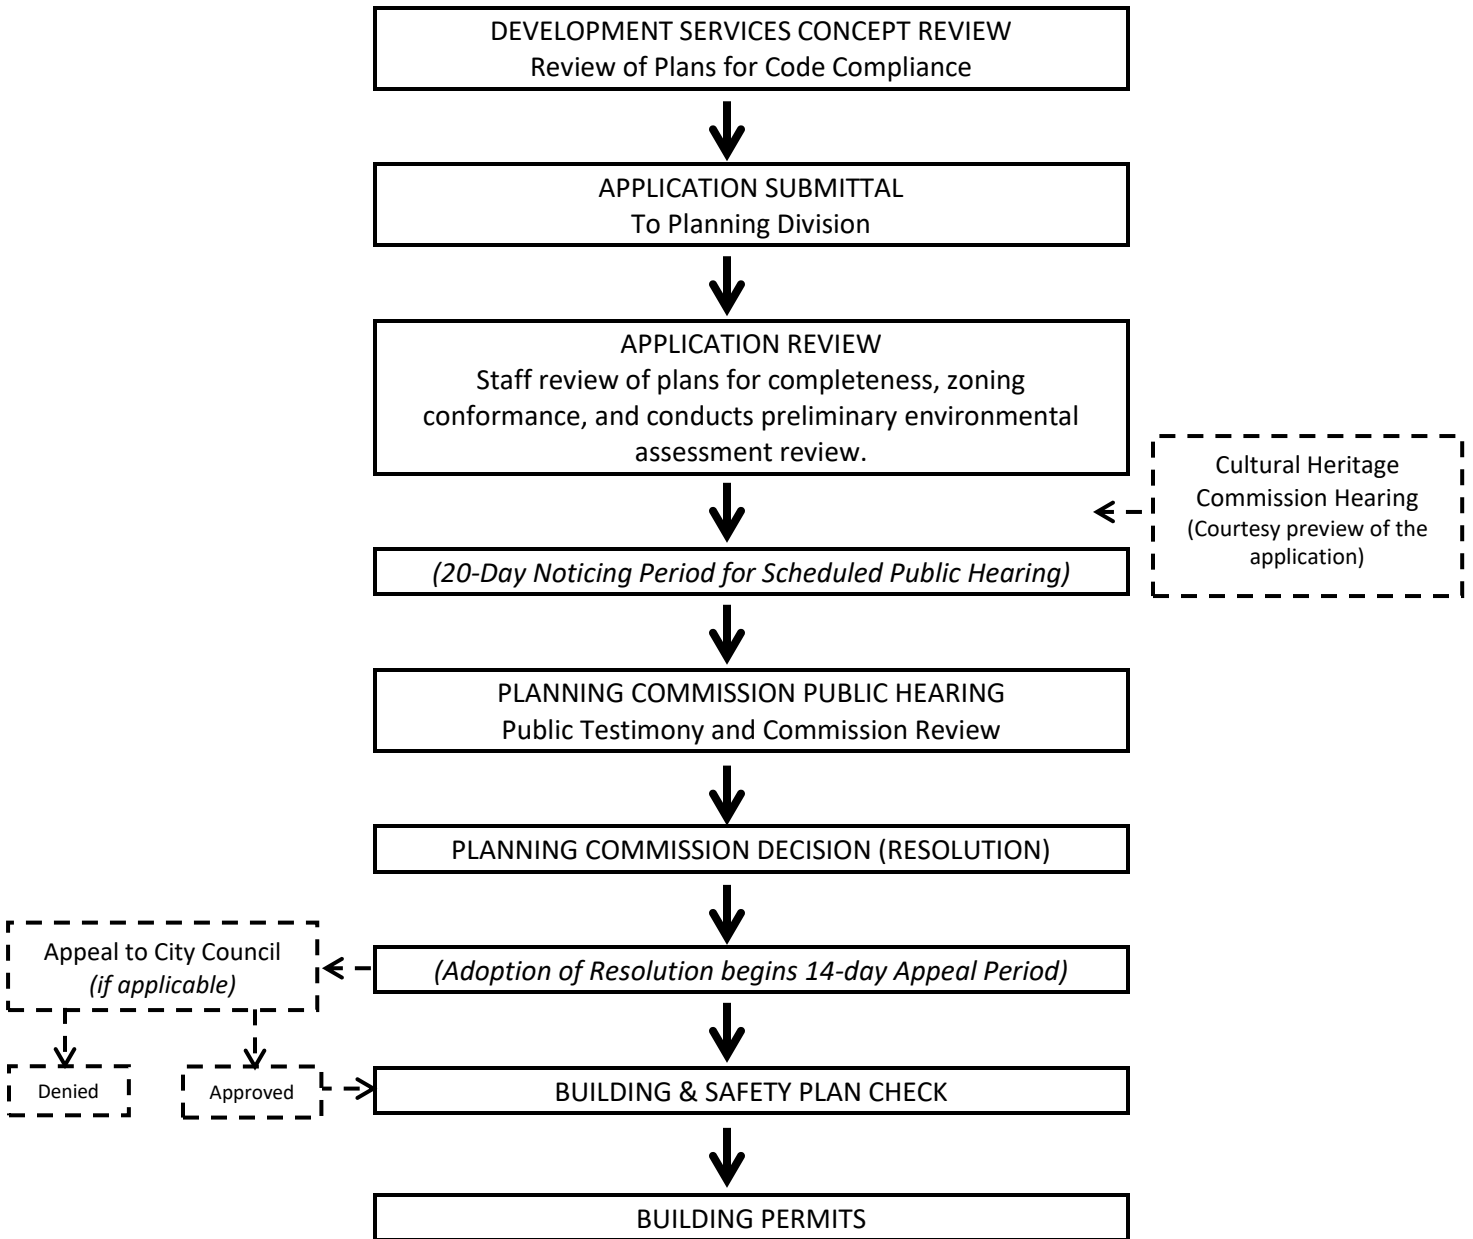 DEVELOPMENT SERVICES CONCEPT REVIEW
Review of Plans for Code Compliance
APPLICATION SUBMITTAL
To Planning Division
APPLICATION REVIEW
Staff review of plans for completeness, zoning
conformance, and conducts preliminary environmental
assessment review.
Cultural Heritage
Commission Hearing
(Courtesy preview of the
application)
(20-Day Noticing Period for Scheduled Public Hearing)
PLANNING COMMISSION PUBLIC HEARING
Public Testimony and Commission Review
PLANNING COMMISSION DECISION (RESOLUTION)
Appeal to City Council
(if applicable)
(Adoption of Resolution begins 14-day Appeal Period)
Denied
Approved
BUILDING & SAFETY PLAN CHECK
BUILDING PERMITS